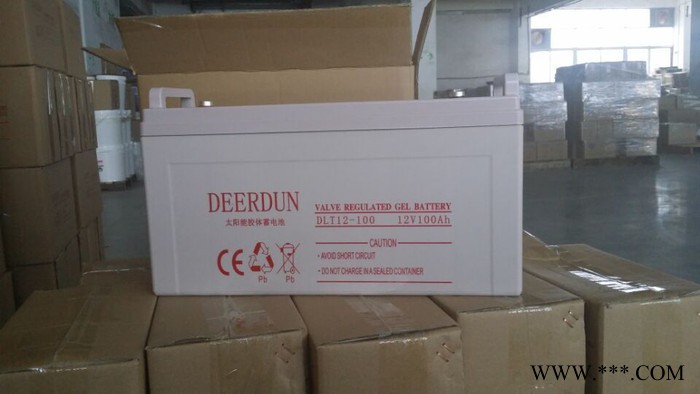 DEERDUN
太阳能胶体蓄电池
VALVE REGULATED GEL BATTERY
DLT12-100 12V100Ah
CAUTION
• AVOID SHORT CIRCUIT
• DO NOT CHARGE IN A SEALED CONTAINER
CE
Pb
Pb
WWW.***.COM